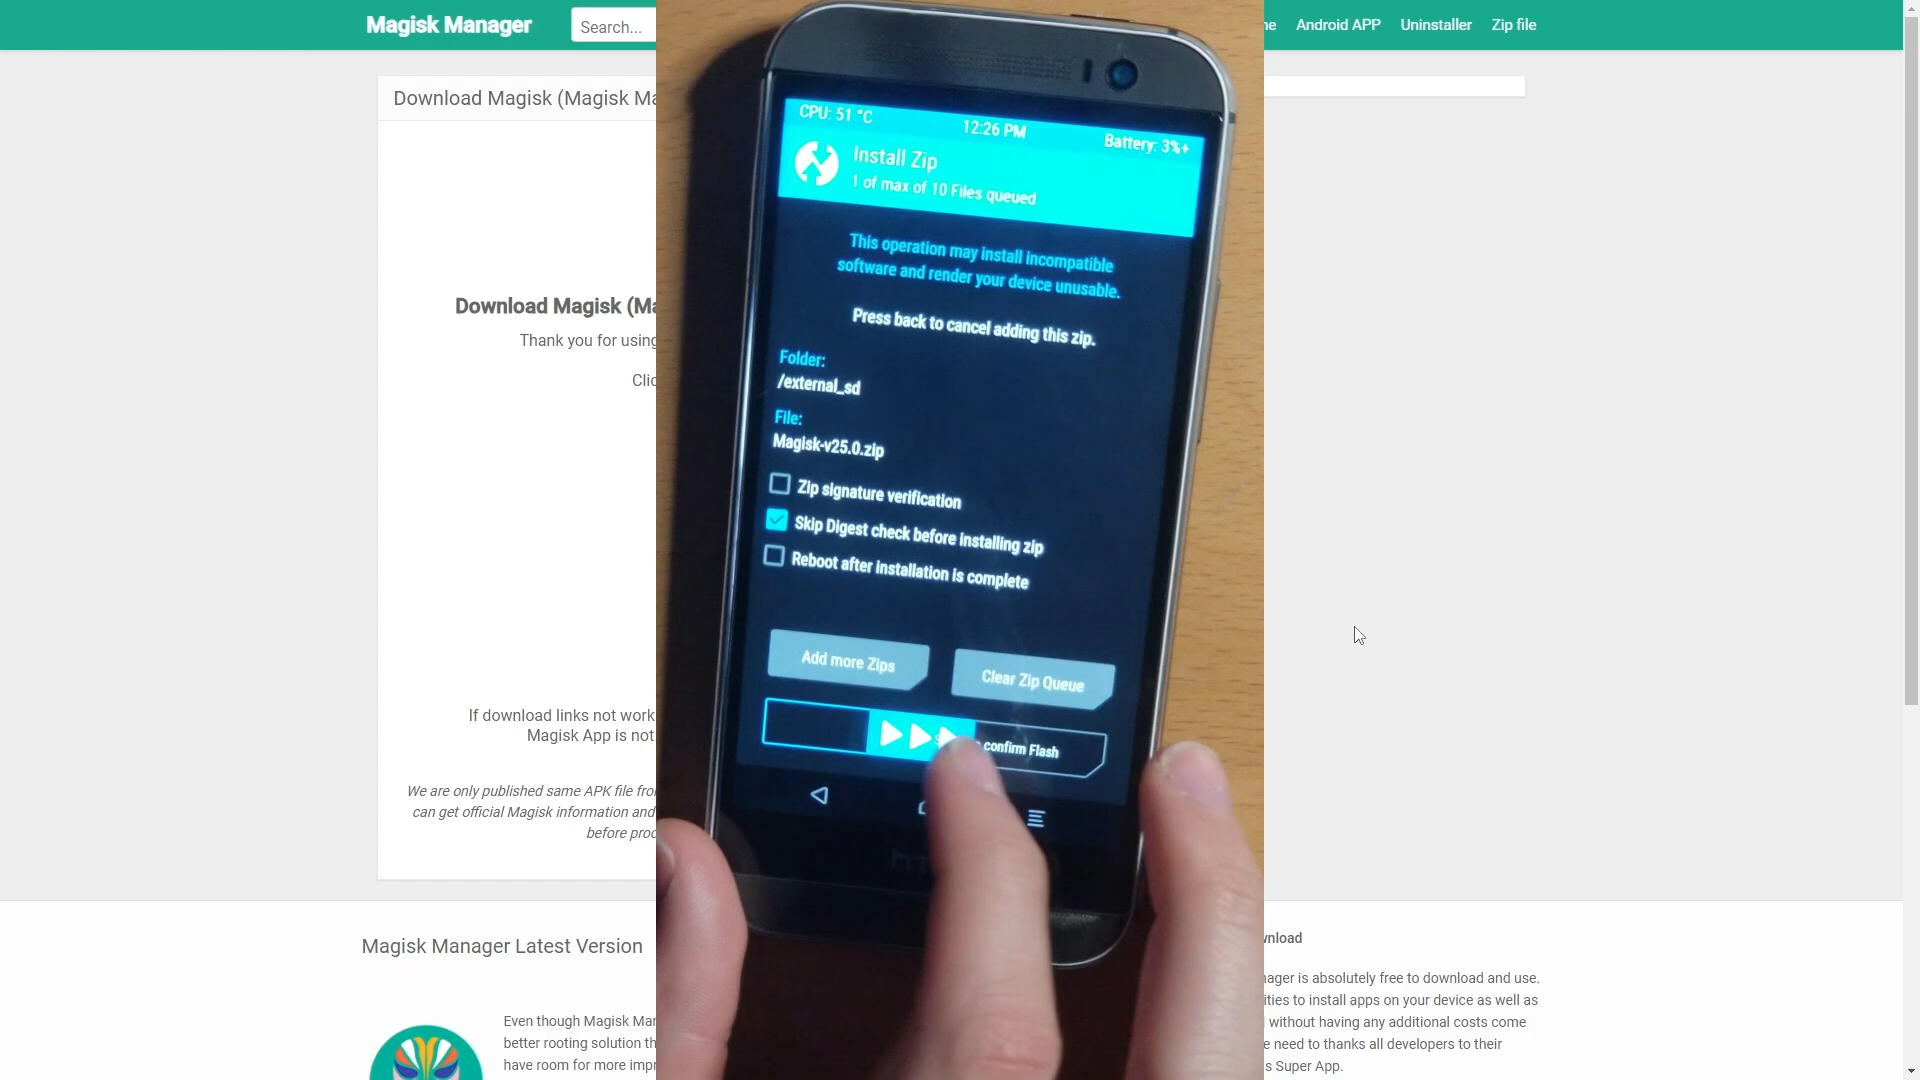 Magisk Manager
Search...
Android APP
Uninstaller
Zip file
Download Magisk (Magisk Ma
CPU: 51 °C
12:26 PM
Battery: 3%+
Install Zip
1 of max of 10 Files queued
This operation may install incompatible
software and render your device unusable.
Press back to cancel adding this zip.
Folder:
/external_sd
File:
Magisk-v25.0.zip
Zip signature verification
Skip Digest check before installing zip
Reboot after installation is complete
Add more Zips
Clear Zip Queue
confirm Flash
Download Magisk (Ma
Thank you for using
Clic
If download links not work
Magisk App is not
We are only published same APK file fro
can get official Magisk information and
before proc
Magisk Manager Latest Version
Even though Magisk Mar
better rooting solution th
have room for more impr
wnload
nager is absolutely free to download and use.
ities to install apps on your device as well as
without having any additional costs come
e need to thanks all developers to their
s Super App.